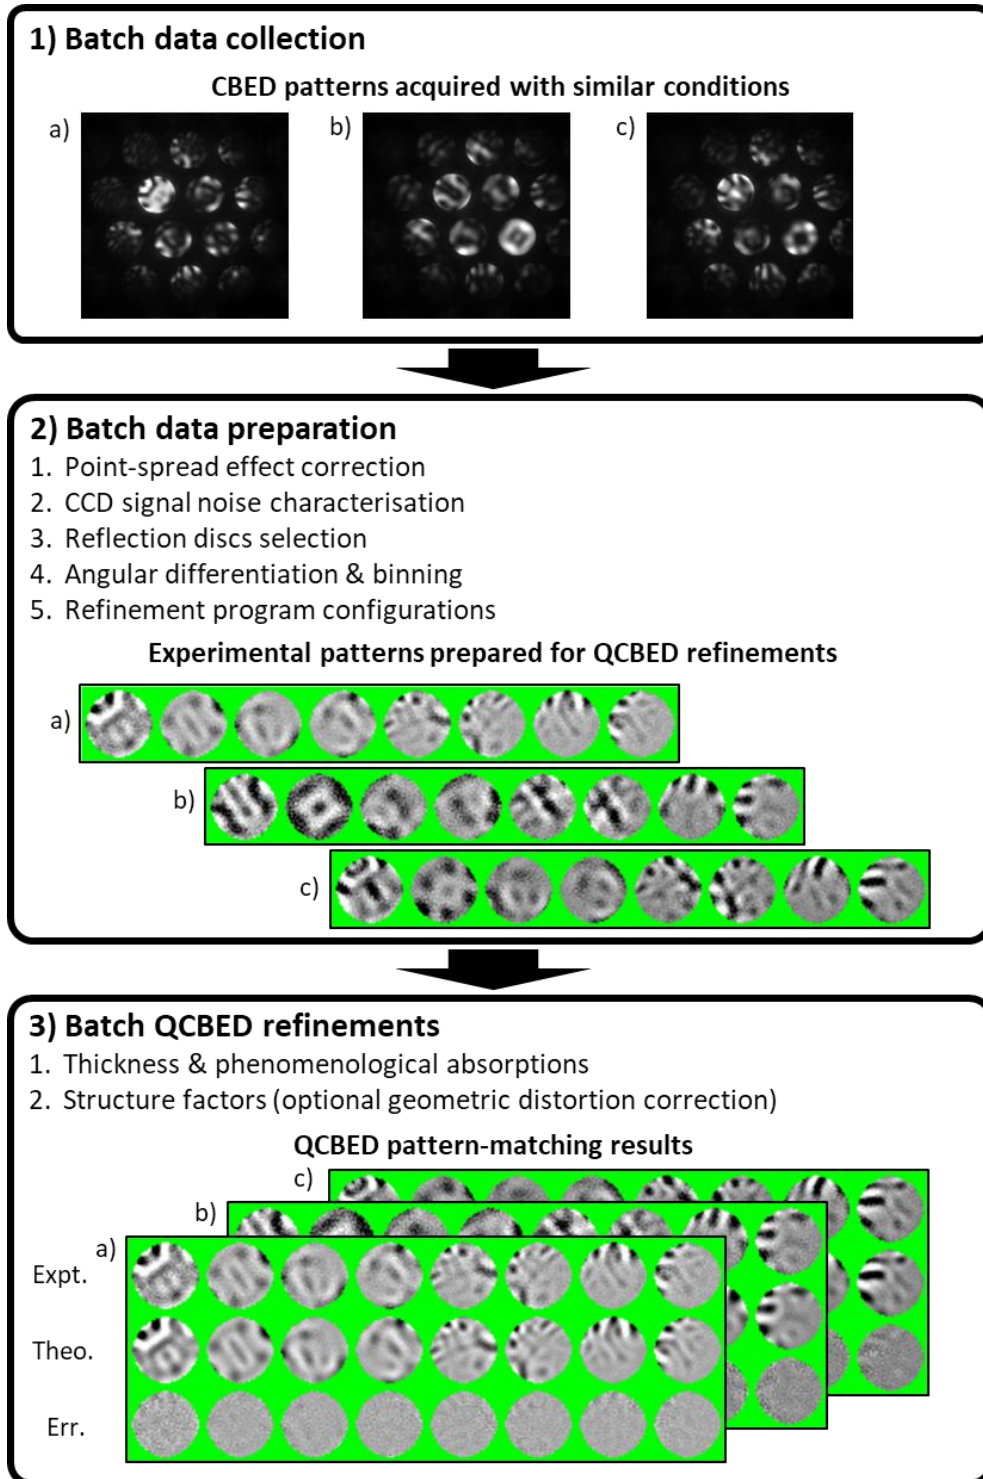 1) Batch data collection
CBED patterns acquired with similar conditions
a)
b)
c)
2) Batch data preparation
1. Point-spread effect correction
2. CCD signal noise characterisation
3. Reflection discs selection
4. Angular differentiation & binning
5. Refinement program configurations
Experimental patterns prepared for QCBED refinements
a)
b)
c)
3) Batch QCBED refinements
1. Thickness & phenomenological absorptions
2. Structure factors (optional geometric distortion correction)
QCBED pattern-matching results
c)
b)
a)
Expt.
Theo.
Err.